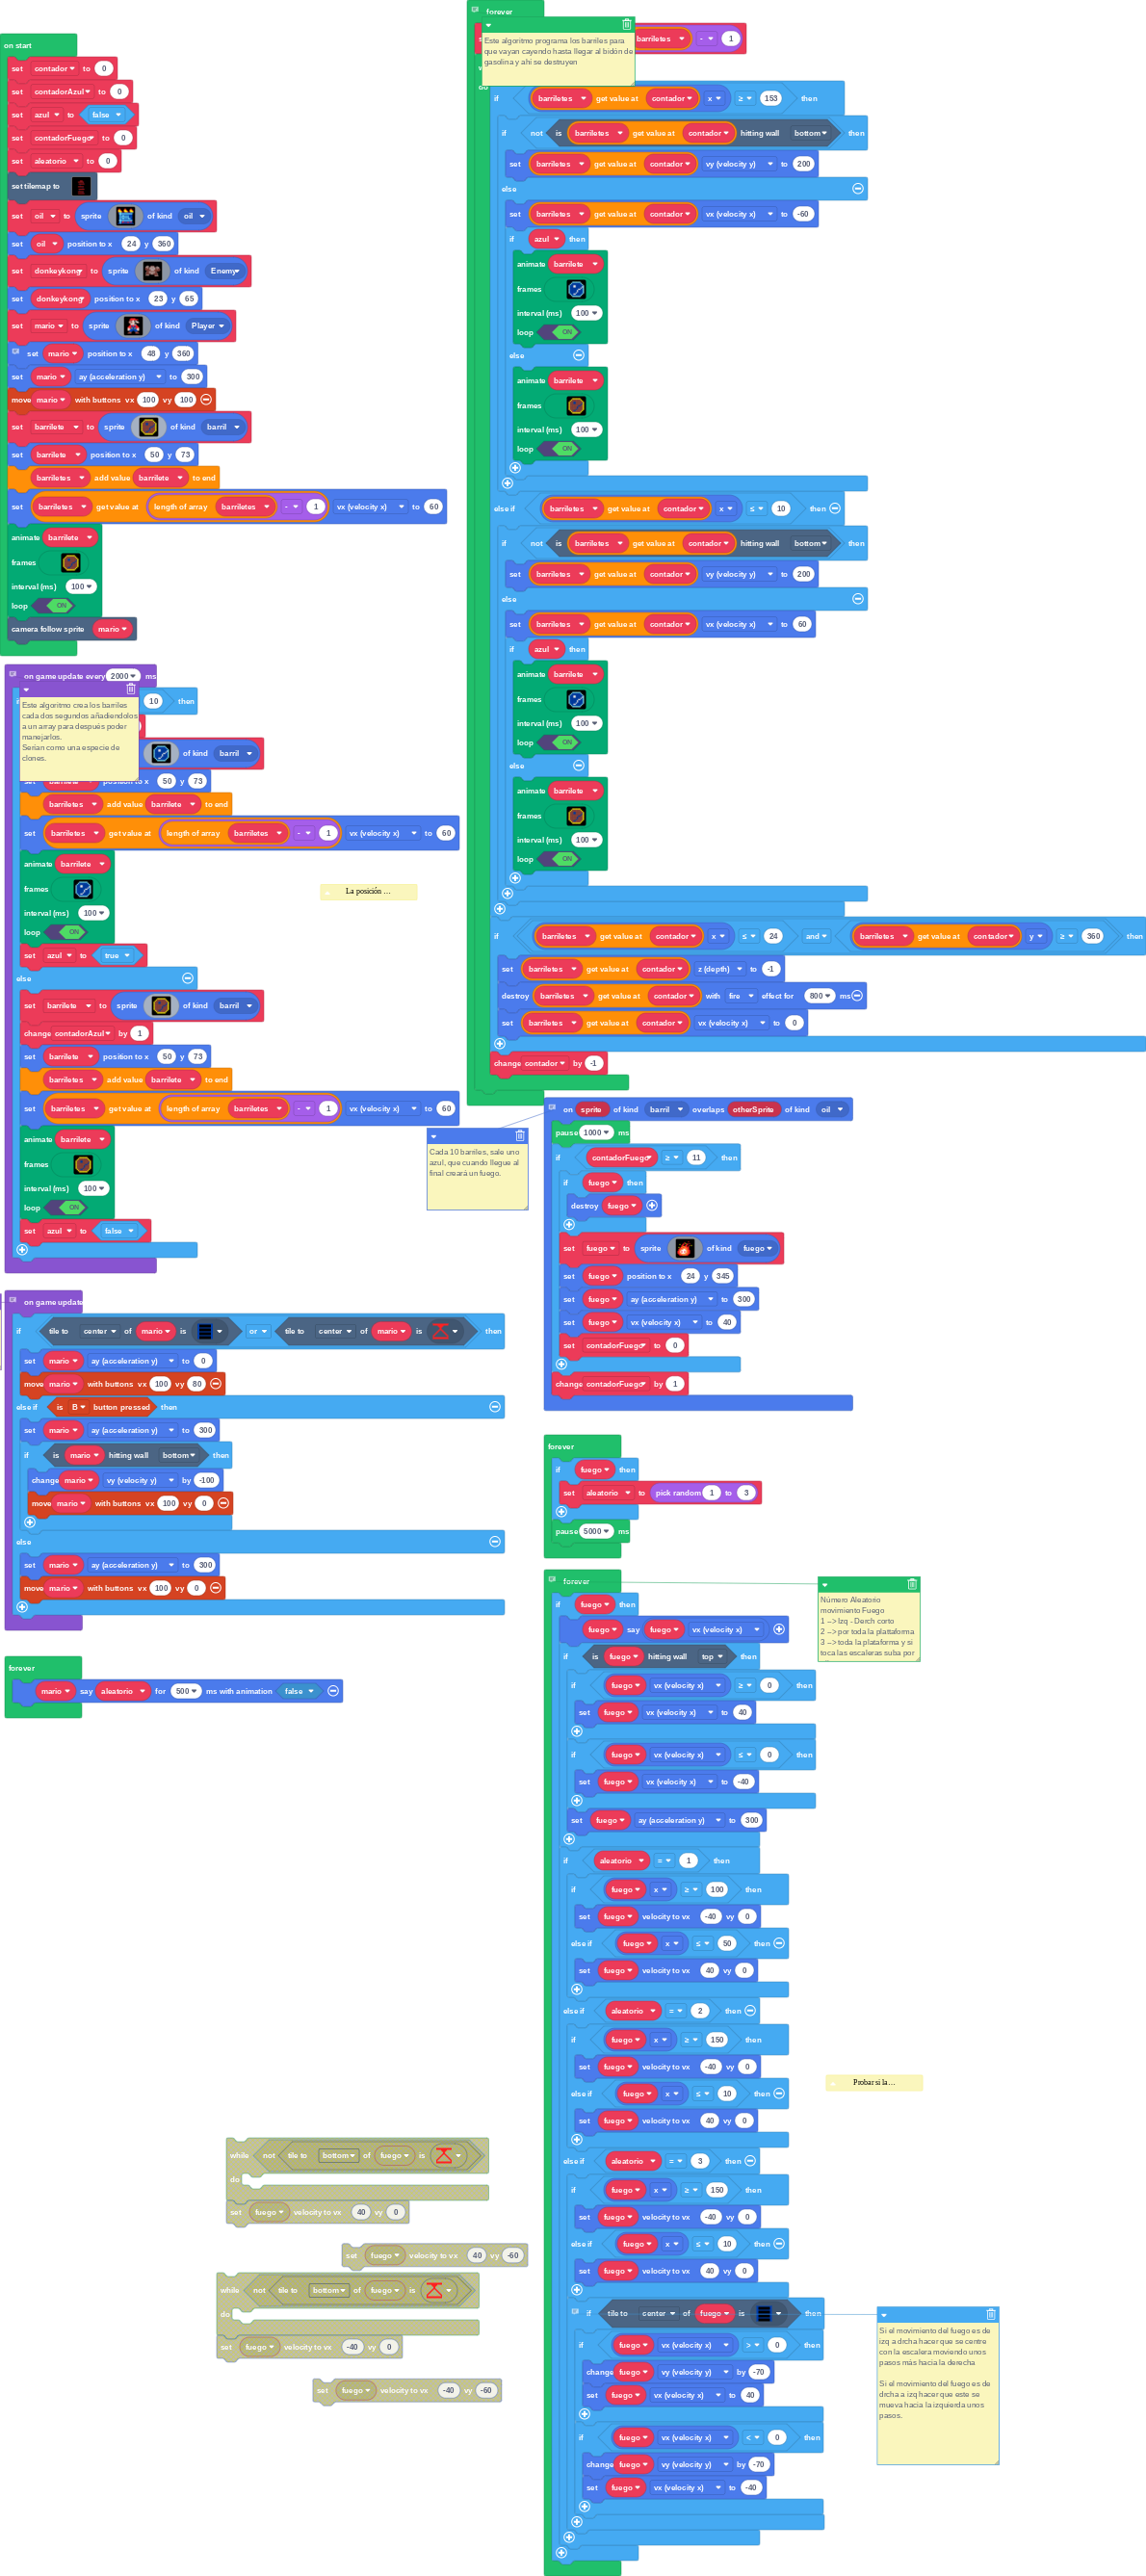 on start
set contador to 0
set contadorAzul to 0
set azul to false
set contadorFuego to 0
set aleatorio to 0
set tilemap to
set oil to sprite of kind oil
set oil position to x 24 y 360
set donkeykong to sprite of kind Enemy
set donkeykong position to x 23 y 65
set mario to sprite of kind Player
set mario position to x 48 y 360
set mario ay (acceleration y) to 300
move mario with buttons vx 100 vy 100
set barrilete to sprite of kind barril
set barrilete position to x 50 y 73
barriletes add value barrilete to end
set barriletes get value at length of array barriletes - 1 vx (velocity x) to 60
animate barrilete
frames
interval (ms) 100
loop ON
camera follow sprite mario
on game update every 2000 ms
10 then
Este algoritmo crea los barriles
cada dos segundos añadiendolos
a un array para después poder
manejarlos.
Serían como una especie de
clones.
of kind barril
set barrilete position to x 50 y 73
barriletes add value barrilete to end
set barriletes get value at length of array barriletes - 1 vx (velocity x) to 60
animate barrilete
frames
interval (ms) 100
loop ON
set azul to true
else
set barrilete to sprite of kind barril
change contadorAzul by 1
set barrilete position to x 50 y 73
barriletes add value barrilete to end
set barriletes get value at length of array barriletes - 1 vx (velocity x) to 60
animate barrilete
frames
interval (ms) 100
loop ON
set azul to false
on game update
if tile to center of mario is or tile to center of mario is then
set mario ay (acceleration y) to 0
move mario with buttons vx 100 vy 80
else if is B button pressed then
set mario ay (acceleration y) to 300
if is mario hitting wall bottom then
change mario vy (velocity y) by -100
move mario with buttons vx 100 vy 0
else
set mario ay (acceleration y) to 300
move mario with buttons vx 100 vy 0
forever
mario say aleatorio for 500 ms with animation false
La posición ...
forever
barriletes - 1
Este algoritmo programa los barriles para
que vayan cayendo hasta llegar al bidón de
gasolina y ahí se destruyen
if barriletes get value at contador x ≥ 153 then
if not is barriletes get value at contador hitting wall bottom then
set barriletes get value at contador vy (velocity y) to 200
else
set barriletes get value at contador vx (velocity x) to -60
if azul then
animate barrilete
frames
interval (ms) 100
loop ON
else
animate barrilete
frames
interval (ms) 100
loop ON
else if barriletes get value at contador x ≤ 10 then
if not is barriletes get value at contador hitting wall bottom then
set barriletes get value at contador vy (velocity y) to 200
else
set barriletes get value at contador vx (velocity x) to 60
if azul then
animate barrilete
frames
interval (ms) 100
loop ON
else
animate barrilete
frames
interval (ms) 100
loop ON
if barriletes get value at contador x ≤ 24 and barriletes get value at contador y ≥ 360 then
set barriletes get value at contador z (depth) to -1
destroy barriletes get value at contador with fire effect for 800 ms
set barriletes get value at contador vx (velocity x) to 0
change contador by -1
Cada 10 barriles, sale uno
azul, que cuando llegue al
final creará un fuego.
on sprite of kind barril overlaps otherSprite of kind oil
pause 1000 ms
if contadorFuego ≥ 11 then
if fuego then
destroy fuego
set fuego to sprite of kind fuego
set fuego position to x 24 y 345
set fuego ay (acceleration y) to 300
set fuego vx (velocity x) to 40
set contadorFuego to 0
change contadorFuego by 1
forever
if fuego then
set aleatorio to pick random 1 to 3
pause 5000 ms
forever
Número Aleatorio
movimiento Fuego
1 --> Izq - Derch corto
2 --> por toda la plattaforma
3 --> toda la plataforma y si
toca las escaleras suba por
if fuego then
fuego say fuego vx (velocity x)
if is fuego hitting wall top then
if fuego vx (velocity x) ≥ 0 then
set fuego vx (velocity x) to 40
if fuego vx (velocity x) ≤ 0 then
set fuego vx (velocity x) to -40
set fuego ay (acceleration y) to 300
if aleatorio = 1 then
if fuego x ≥ 100 then
set fuego velocity to vx -40 vy 0
else if fuego x ≤ 50 then
set fuego velocity to vx 40 vy 0
else if aleatorio = 2 then
if fuego x ≥ 150 then
set fuego velocity to vx -40 vy 0
else if fuego x ≤ 10 then
set fuego velocity to vx 40 vy 0
else if aleatorio = 3 then
if fuego x ≥ 150 then
set fuego velocity to vx -40 vy 0
else if fuego x ≤ 10 then
set fuego velocity to vx 40 vy 0
if tile to center of fuego is then
if fuego vx (velocity x) > 0 then
change fuego vy (velocity y) by -70
set fuego vx (velocity x) to 40
if fuego vx (velocity x) < 0 then
change fuego vy (velocity y) by -70
set fuego vx (velocity x) to -40
Probar si la...
Si el movimiento del fuego es de
izq a drcha hacer que se centre
con la escalera moviendo unos
pasos más hacia la derecha
Si el movimiento del fuego es de
drcha a izq hacer que este se
mueva hacia la izquierda unos
pasos.
while not tile to bottom of fuego is
do
set fuego velocity to vx 40 vy 0
set fuego velocity to vx 40 vy -60
while not tile to bottom of fuego is
do
set fuego velocity to vx -40 vy 0
set fuego velocity to vx -40 vy -60